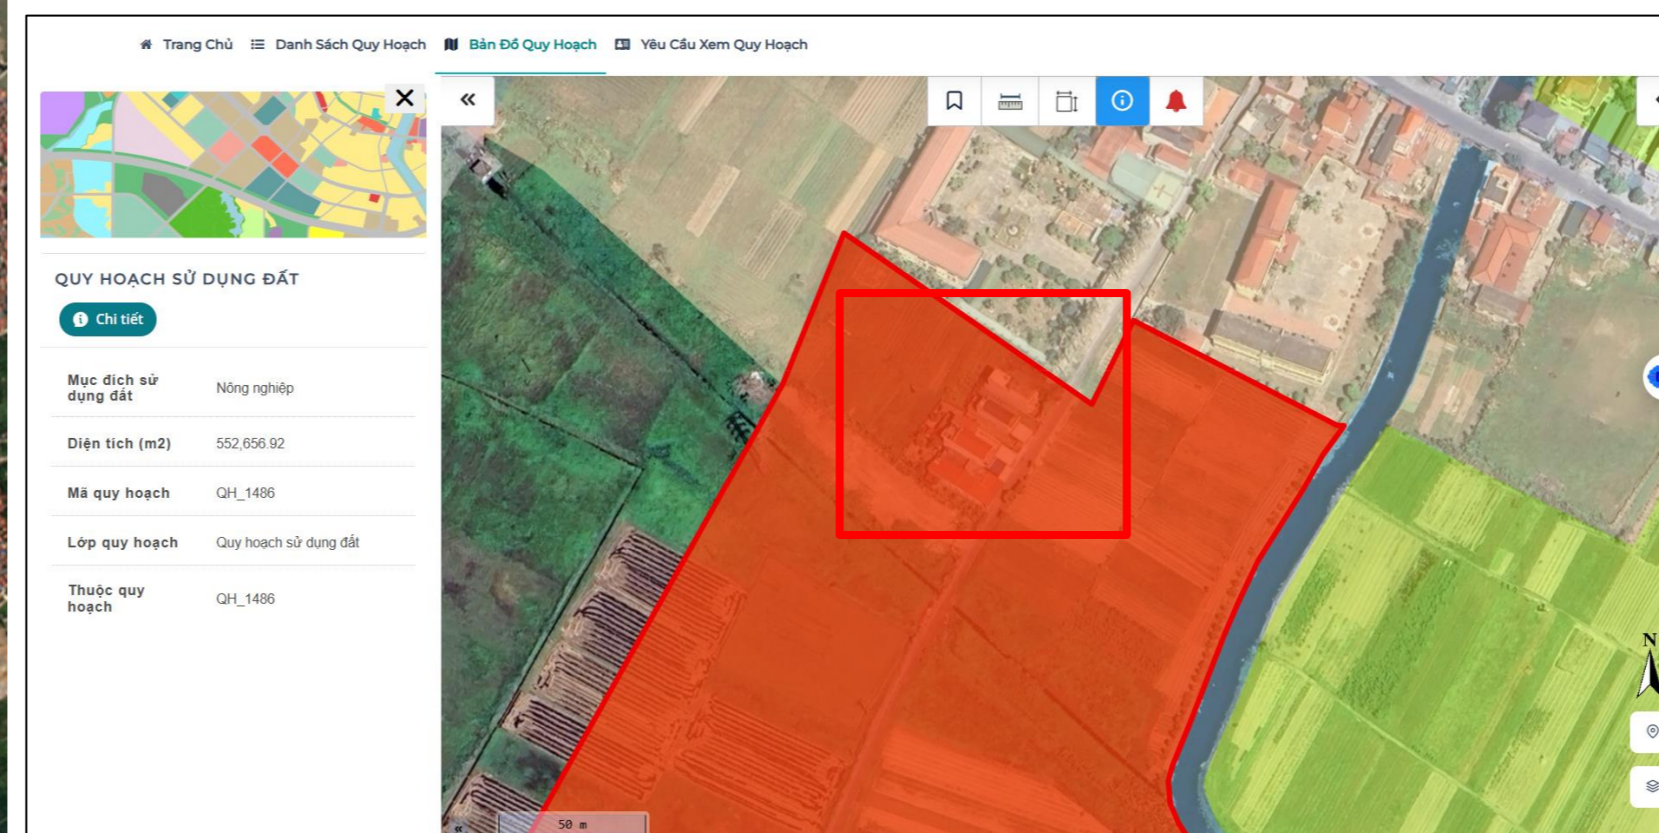 Trang Chủ Danh Sách Quy Hoạch Bản Đồ Quy Hoạch Yêu Cầu Xem Quy Hoạch
QUY HOẠCH SỬ DỤNG ĐẤT
Chi tiết
Mục đích sử
dụng đất
Nông nghiệp
Diện tích (m2) 552,656.92
Mã quy hoạch QH_1486
Lớp quy hoạch Quy hoạch sử dụng đất
Thuộc quy
hoạch
QH_1486
N
50 m